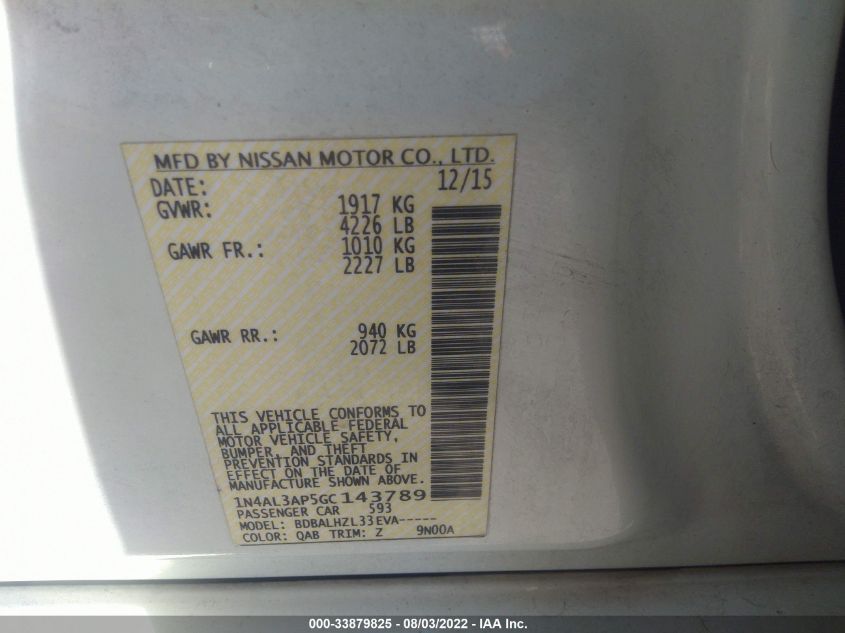 MFD BY NISSAN MOTOR CO., LTD.
DATE: 12/15
GVWR: 1917 KG
4226 LB
GAWR FR.: 1010 KG
2227 LB
GAWR RR.: 940 KG
2072 LB
THIS VEHICLE CONFORMS TO
ALL APPLICABLE FEDERAL
MOTOR VEHICLE SAFETY,
BUMPER, AND THEFT
PREVENTION STANDARDS IN
EFFECT ON THE DATE OF
MANUFACTURE SHOWN ABOVE.
1N4AL3AP5GC143789
PASSENGER CAR 593
MODEL: BDBALHZL33EVA-----
COLOR: QAB TRIM: Z 9N00A
000-33879825 - 08/03/2022 - IAA Inc.